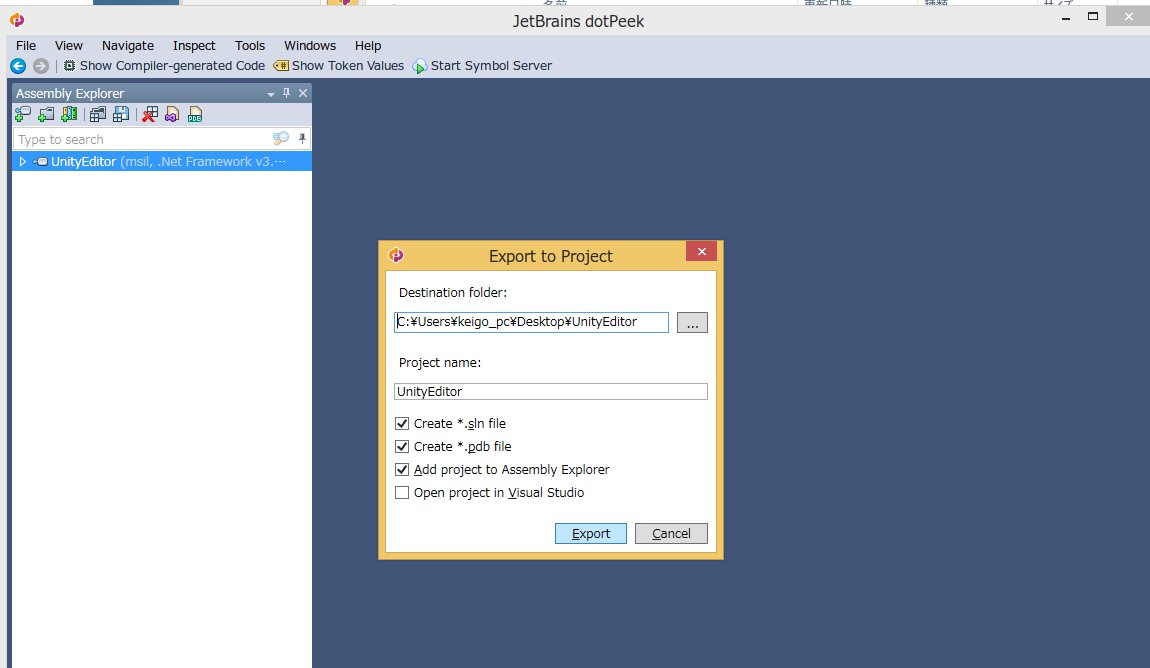 JetBrains dotPeek
File View Navigate Inspect Tools Windows Help
Show Compiler-generated Code Show Token Values Start Symbol Server
Assembly Explorer
PDB
Type to search
UnityEditor (msil, .Net Framework v3.…
Export to Project
Destination folder:
C:¥Users¥keigo_pc¥Desktop¥UnityEditor
...
Project name:
UnityEditor
Create *.sln file
Create *.pdb file
Add project to Assembly Explorer
Open project in Visual Studio
Export Cancel